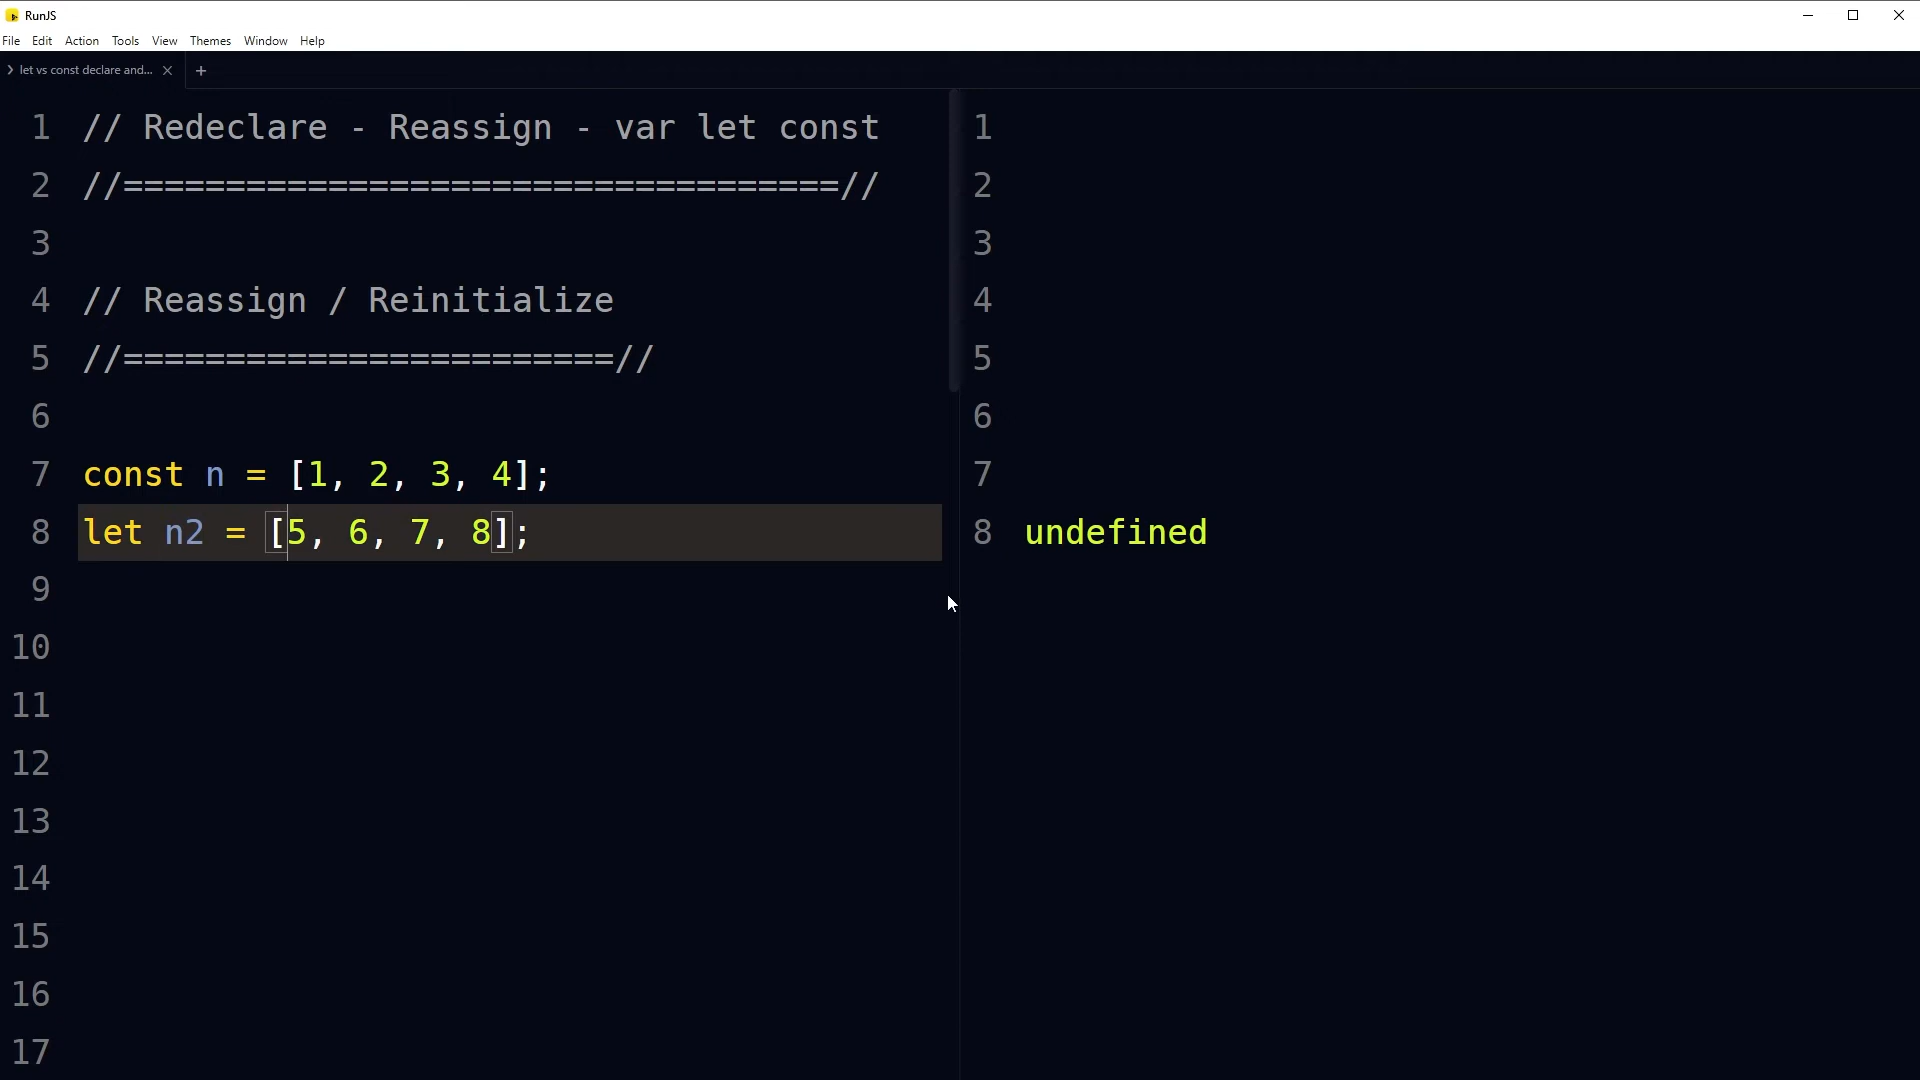 RunJS
File Edit Action Tools View Themes Window Help
let vs const declare and...
1 // Redeclare - Reassign - var let const
2 //===================================//
3
4 // Reassign / Reinitialize
5 //========================//
6
7 const n = [1, 2, 3, 4];
8 let n2 = [5, 6, 7, 8];
9
10
11
12
13
14
15
16
17
1
2
3
4
5
6
7
8 undefined